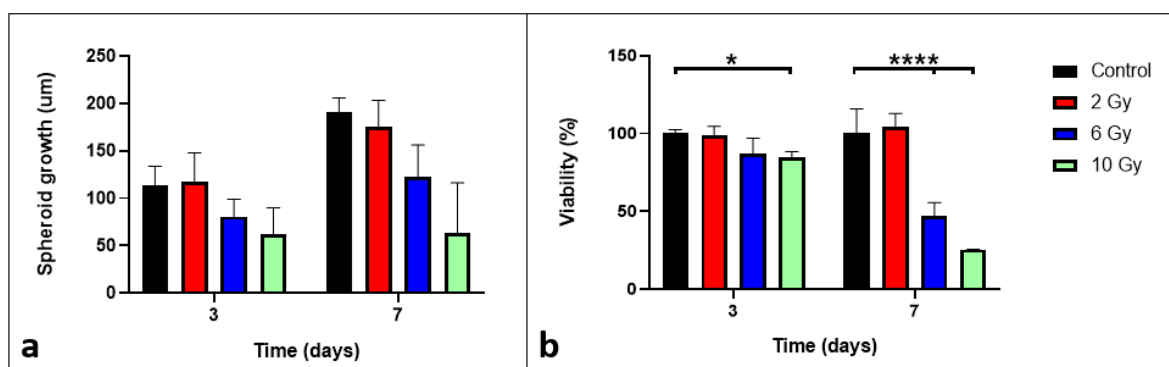 250
200
150
100
50
0
Spheroid growth (um)
3
7
Time (days)
a
150
100
50
0
Viability (%)
*
****
3
7
Time (days)
b
Control
2 Gy
6 Gy
10 Gy